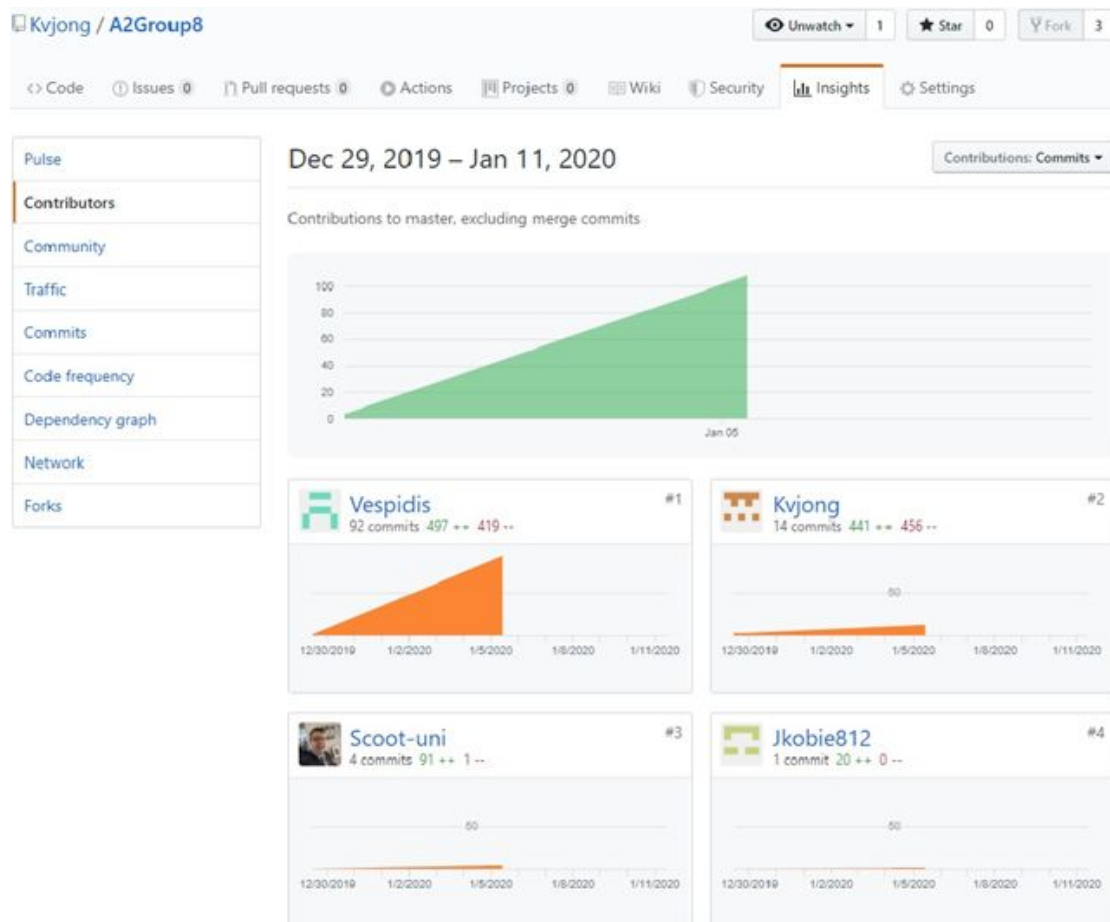 Kvjong / A2Group8
Unwatch 1 Star 0 Fork 3
<> Code Issues 0 Pull requests 0 Actions Projects 0 Wiki Security Insights Settings
Pulse
Contributors
Community
Traffic
Commits
Code frequency
Dependency graph
Network
Forks
Dec 29, 2019 – Jan 11, 2020
Contributions: Commits
Contributions to master, excluding merge commits
100
80
60
40
20
0
Jan 05
Vespidis #1
92 commits 497 ++ 419 --
12/30/2019 1/2/2020 1/5/2020 1/8/2020 1/11/2020
Kvjong #2
14 commits 441 ++ 456 --
50
12/30/2019 1/2/2020 1/5/2020 1/8/2020 1/11/2020
Scoot-uni #3
4 commits 91 ++ 1 --
50
12/30/2019 1/2/2020 1/5/2020 1/8/2020 1/11/2020
Jkobie812 #4
1 commit 20 ++ 0 --
50
12/30/2019 1/2/2020 1/5/2020 1/8/2020 1/11/2020